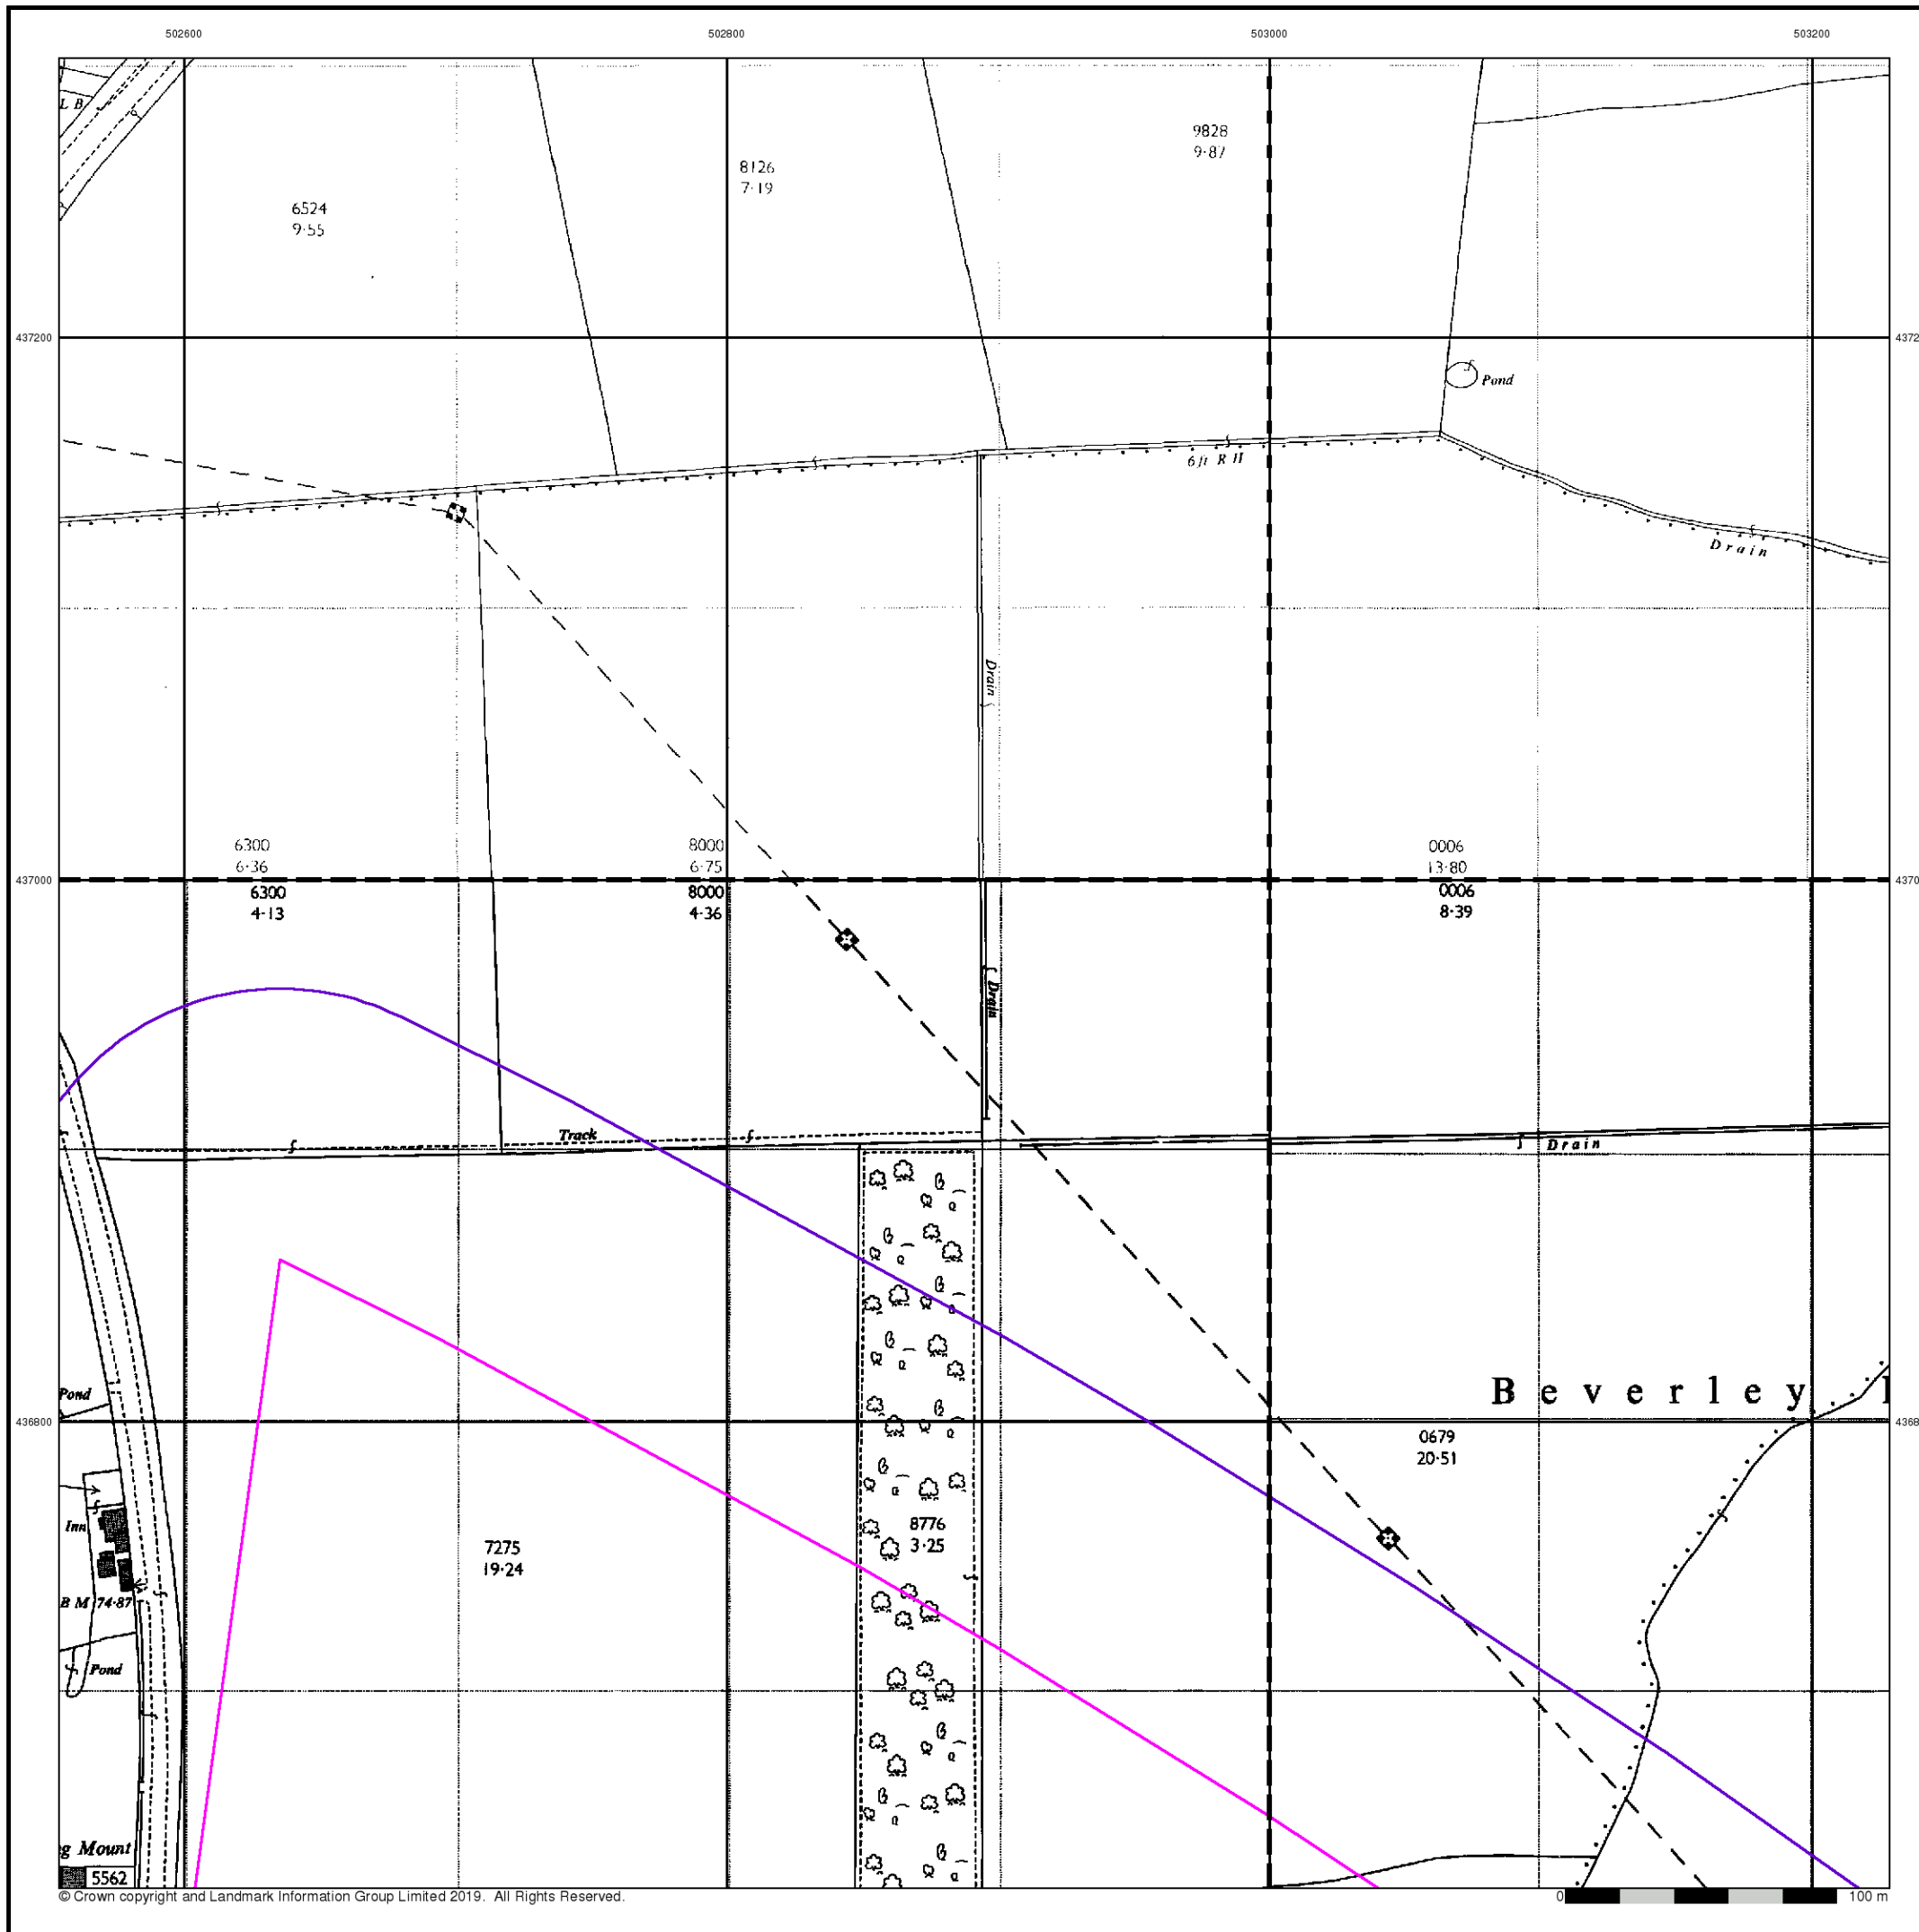 502600 502800 503000 503200
L B
9828
9·87
8126
7·19
6524
9·55
437200
Pond
6ft R H
Drain
Drain
6300
6·36
8000
6·75
0006
13·80
437000
6300
4·13
8000
4·36
0006
8·39
Drain
Track
Drain
Pond
Beverley
436800
0679
20·51
Inn
7275
19·24
8776
3·25
B M 74·87
Pond
g Mount
5562
© Crown copyright and Landmark Information Group Limited 2019. All Rights Reserved.
0 100 m